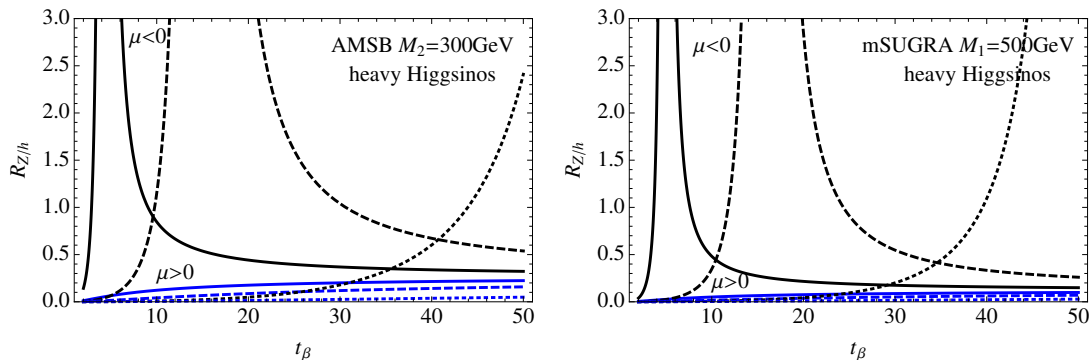 3.0
2.5
2.0
1.5
1.0
0.5
0.0
R_{Z/h}
μ<0
AMSB M_2=300GeV
heavy Higgsinos
μ>0
10 20 30 40 50
t_β
3.0
2.5
2.0
1.5
1.0
0.5
0.0
R_{Z/h}
μ<0
mSUGRA M_1=500GeV
heavy Higgsinos
μ>0
10 20 30 40 50
t_β